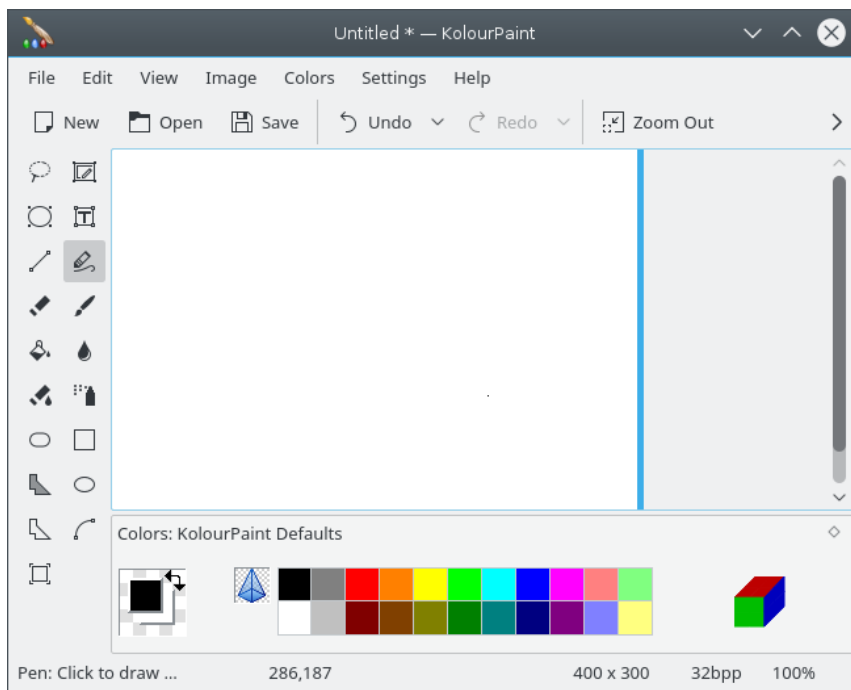 Untitled * — KolourPaint
File Edit View Image Colors Settings Help
New Open Save Undo Redo Zoom Out
Colors: KolourPaint Defaults
Pen: Click to draw ... 286,187 400 x 300 32bpp 100%